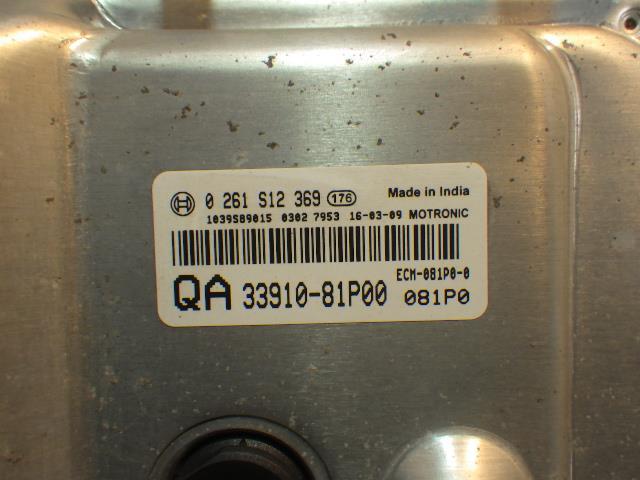 0 261 S12 369 176 Made in India
1039S89015 0302 7953 16-03-09 MOTRONIC
ECM-081P0-0
QA 33910-81P00 081P0